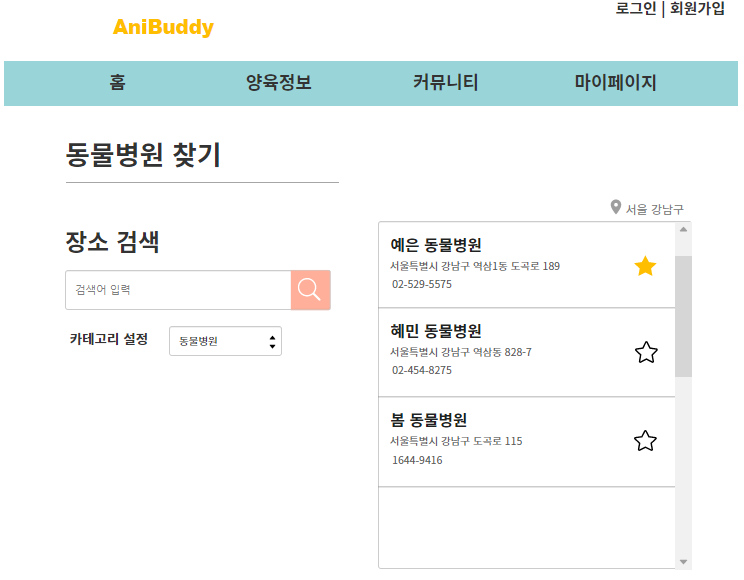 로그인 | 회원가입
AniBuddy
홈 양육정보 커뮤니티 마이페이지
동물병원 찾기
서울 강남구
장소 검색
검색어 입력
카테고리 설정 동물병원
예은 동물병원
서울특별시 강남구 역삼1동 도곡로 189
02-529-5575
혜민 동물병원
서울특별시 강남구 역삼동 828-7
02-454-8275
봄 동물병원
서울특별시 강남구 도곡로 115
1644-9416